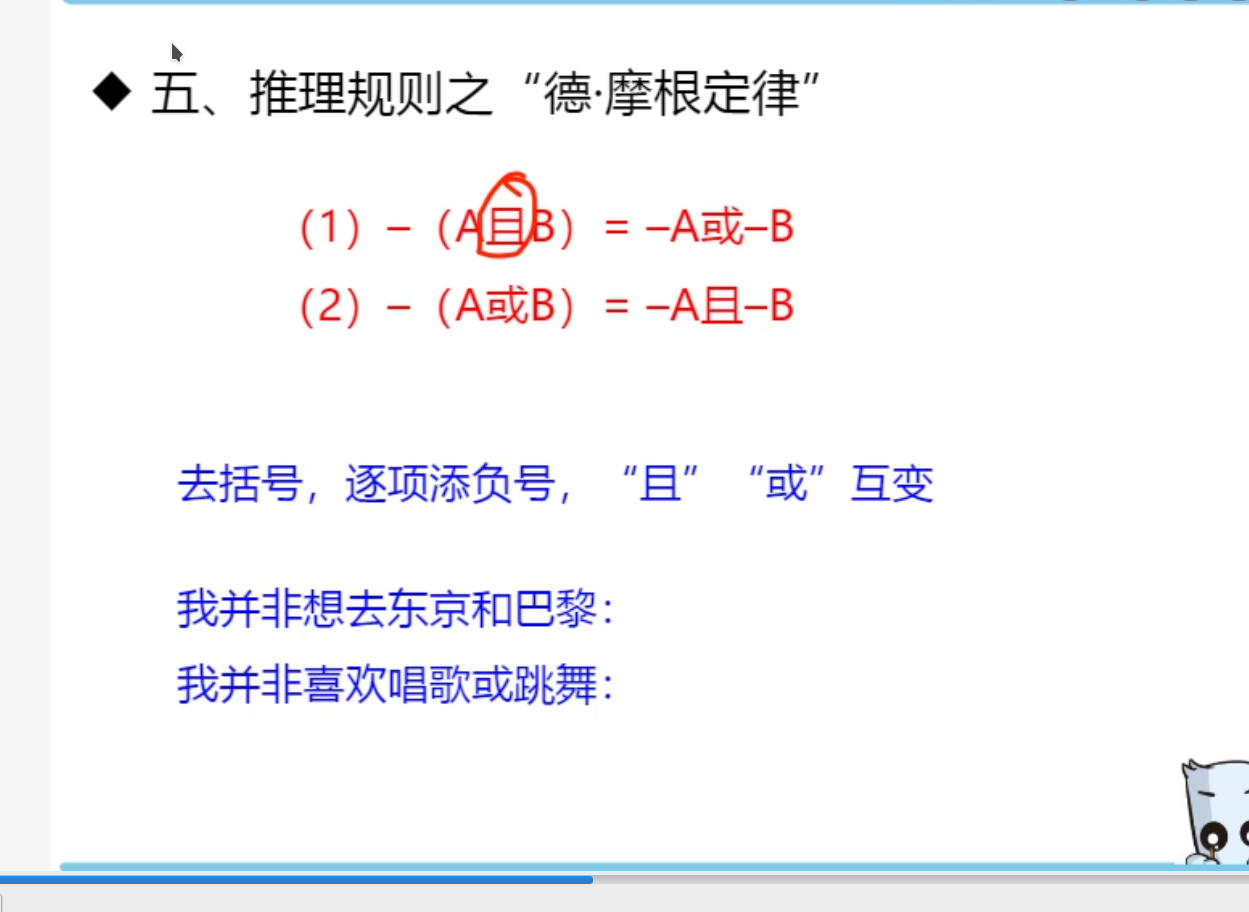 ◆ 五、推理规则之“德·摩根定律”
（1）–（A且B） = –A或–B
（2）–（A或B） = –A且–B
去括号，逐项添负号，“且”“或”互变
我并非想去东京和巴黎：
我并非喜欢唱歌或跳舞：